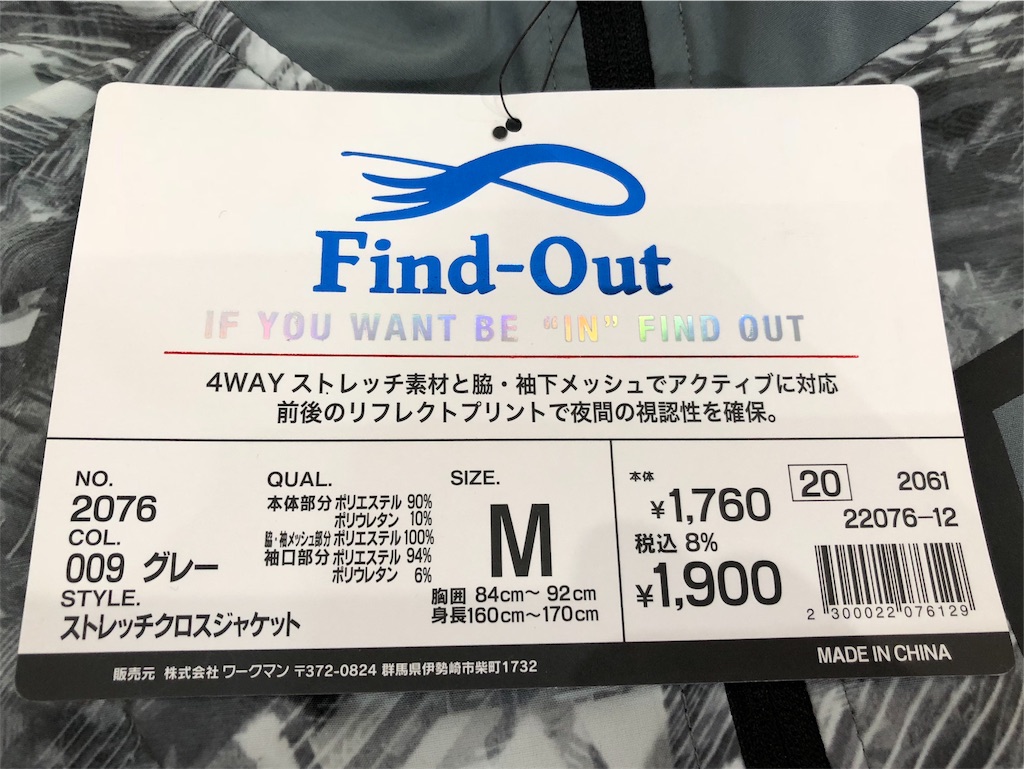 Find-Out
IF YOU WANT BE “IN” FIND OUT
4WAYストレッチ素材と脇・袖下メッシュでアクティブに対応
前後のリフレクトプリントで夜間の視認性を確保。
NO.
2076
COL.
009 グレー
STYLE.
ストレッチクロスジャケット
QUAL.
本体部分 ポリエステル 90%
ポリウレタン 10%
脇・袖メッシュ部分 ポリエステル 100%
袖口部分 ポリエステル 94%
ポリウレタン 6%
SIZE.
M
胸囲 84cm〜 92cm
身長160cm〜170cm
本体
¥1,760
税込 8%
¥1,900
20 2061
22076-12
2 300022 076129
販売元 株式会社 ワークマン 〒372-0824 群馬県伊勢崎市柴町1732
MADE IN CHINA